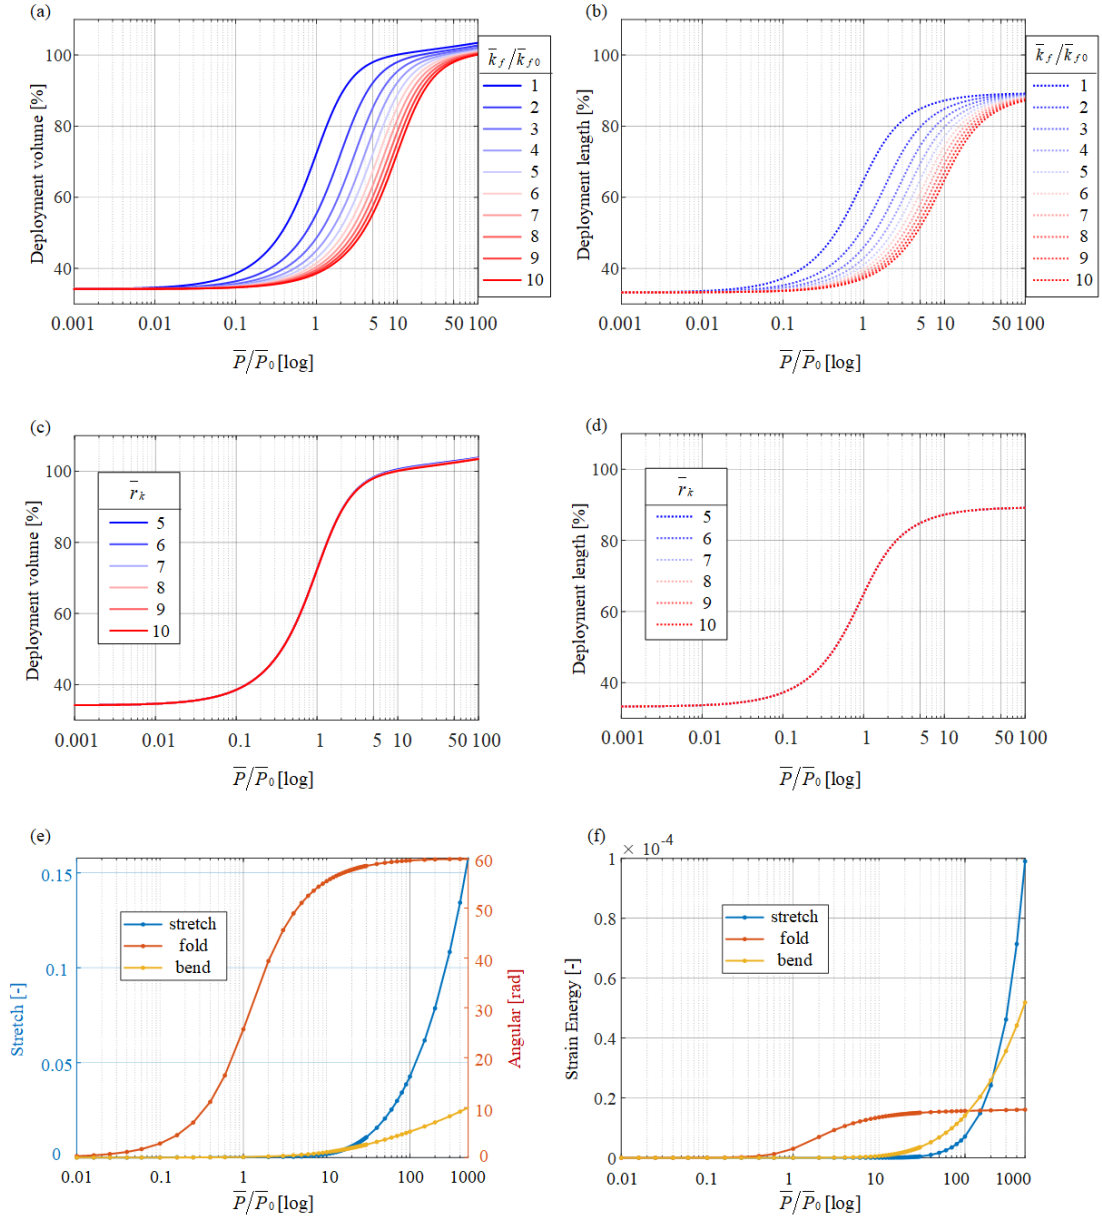 (a)
Deployment volume [%]
100
80
60
40
0.001 0.01 0.1 1 5 10 50 100
P̅/P̅₀ [log]
k̅f/k̅f0
1
2
3
4
5
6
7
8
9
10
(b)
Deployment length [%]
100
80
60
40
0.001 0.01 0.1 1 5 10 50 100
P̅/P̅₀ [log]
k̅f/k̅f0
1
2
3
4
5
6
7
8
9
10
(c)
Deployment volume [%]
100
80
60
40
r̅k
5
6
7
8
9
10
0.001 0.01 0.1 1 5 10 50 100
P̅/P̅₀ [log]
(d)
Deployment length [%]
100
80
60
40
r̅k
5
6
7
8
9
10
0.001 0.01 0.1 1 5 10 50 100
P̅/P̅₀ [log]
(e)
Stretch [-]
0.15
0.1
0.05
0
stretch
fold
bend
60
50
40
30
20
10
0
Angular [rad]
0.01 0.1 1 10 100 1000
P̅/P̅₀ [log]
(f)
× 10⁻⁴
Strain Energy [-]
1
0.8
0.6
0.4
0.2
0
stretch
fold
bend
0.01 0.1 1 10 100 1000
P̅/P̅₀ [log]